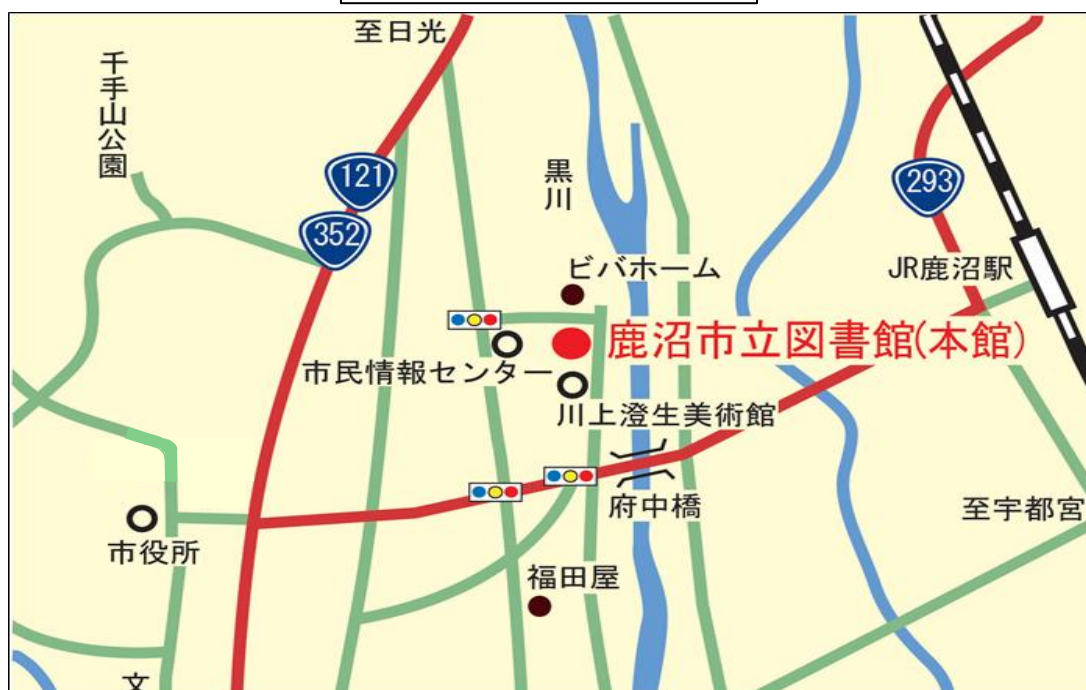 至日光
千手山公園
121
352
黒川
293
ビバホーム
JR鹿沼駅
鹿沼市立図書館(本館)
市民情報センター
川上澄生美術館
府中橋
至宇都宮
市役所
福田屋
文